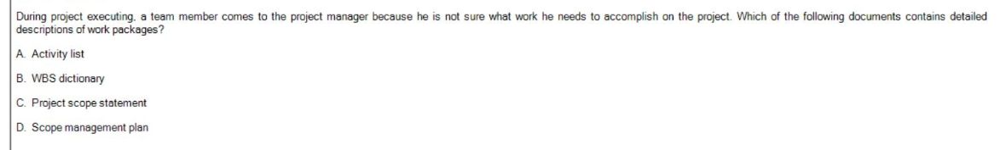 During project executing, a team member comes to the project manager because he is not sure what work he needs to accomplish on the project. Which of the following documents contains detailed
descriptions of work packages?
A. Activity list
B. WBS dictionary
C. Project scope statement
D. Scope management plan